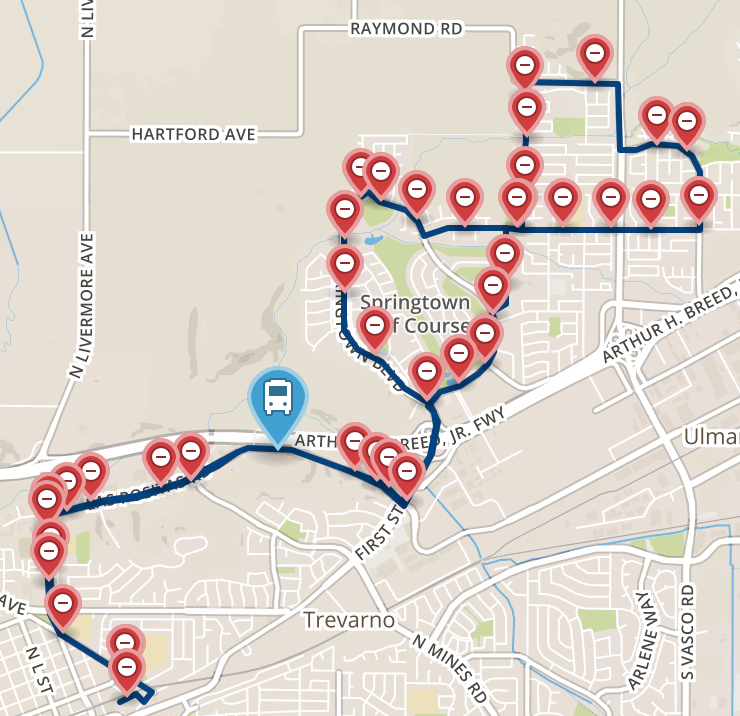 N LIV
RAYMOND RD
HARTFORD AVE
N LIVERMORE AVE
Springtown
f Course
ARTHUR H. BREED,
OWN BLVD
ARTH BREED, JR. FWY
Ulmar
LAS POSITAS RD
FIRST ST
AVE
Trevarno
N L ST
N MINES RD
ARLENE WAY
S VASCO RD